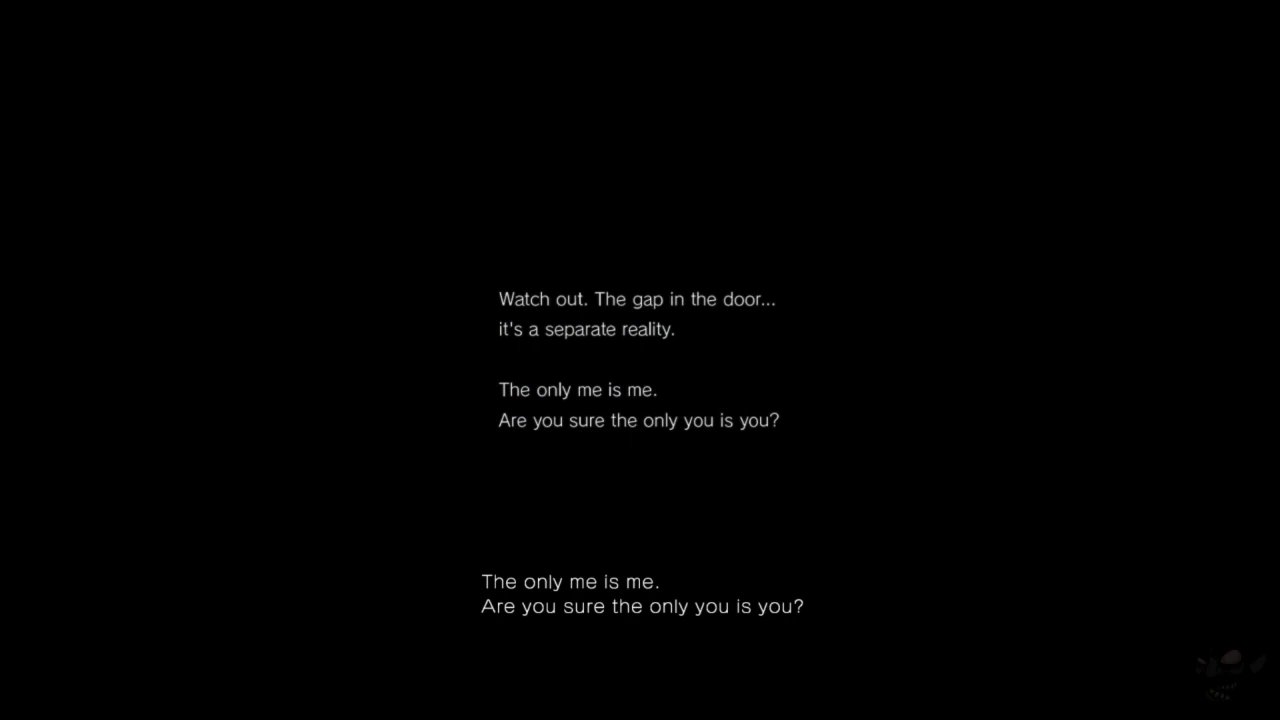 Watch out. The gap in the door...
it's a separate reality.
The only me is me.
Are you sure the only you is you?
The only me is me.
Are you sure the only you is you?